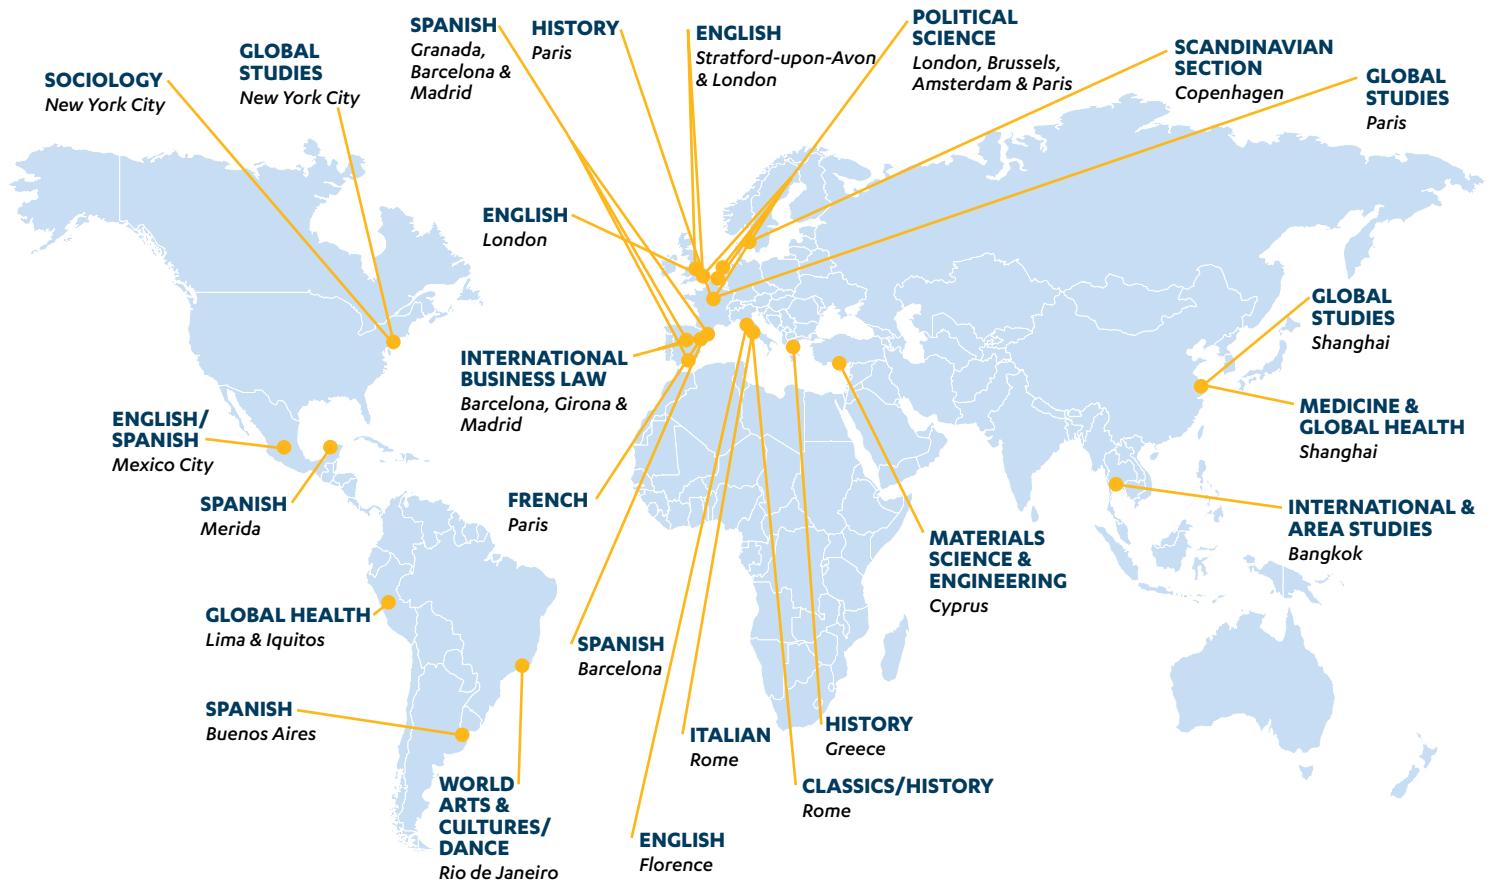 SOCIOLOGY
New York City
GLOBAL
STUDIES
New York City
SPANISH
Granada,
Barcelona &
Madrid
HISTORY
Paris
ENGLISH
Stratford-upon-Avon
& London
POLITICAL
SCIENCE
London, Brussels,
Amsterdam & Paris
SCANDINAVIAN
SECTION
Copenhagen
GLOBAL
STUDIES
Paris
ENGLISH
London
GLOBAL
STUDIES
Shanghai
INTERNATIONAL
BUSINESS LAW
Barcelona, Girona &
Madrid
MEDICINE &
GLOBAL HEALTH
Shanghai
ENGLISH/
SPANISH
Mexico City
SPANISH
Merida
FRENCH
Paris
INTERNATIONAL &
AREA STUDIES
Bangkok
MATERIALS
SCIENCE &
ENGINEERING
Cyprus
GLOBAL HEALTH
Lima & Iquitos
SPANISH
Barcelona
SPANISH
Buenos Aires
ITALIAN
Rome
HISTORY
Greece
WORLD
ARTS &
CULTURES/
DANCE
Rio de Janeiro
CLASSICS/HISTORY
Rome
ENGLISH
Florence